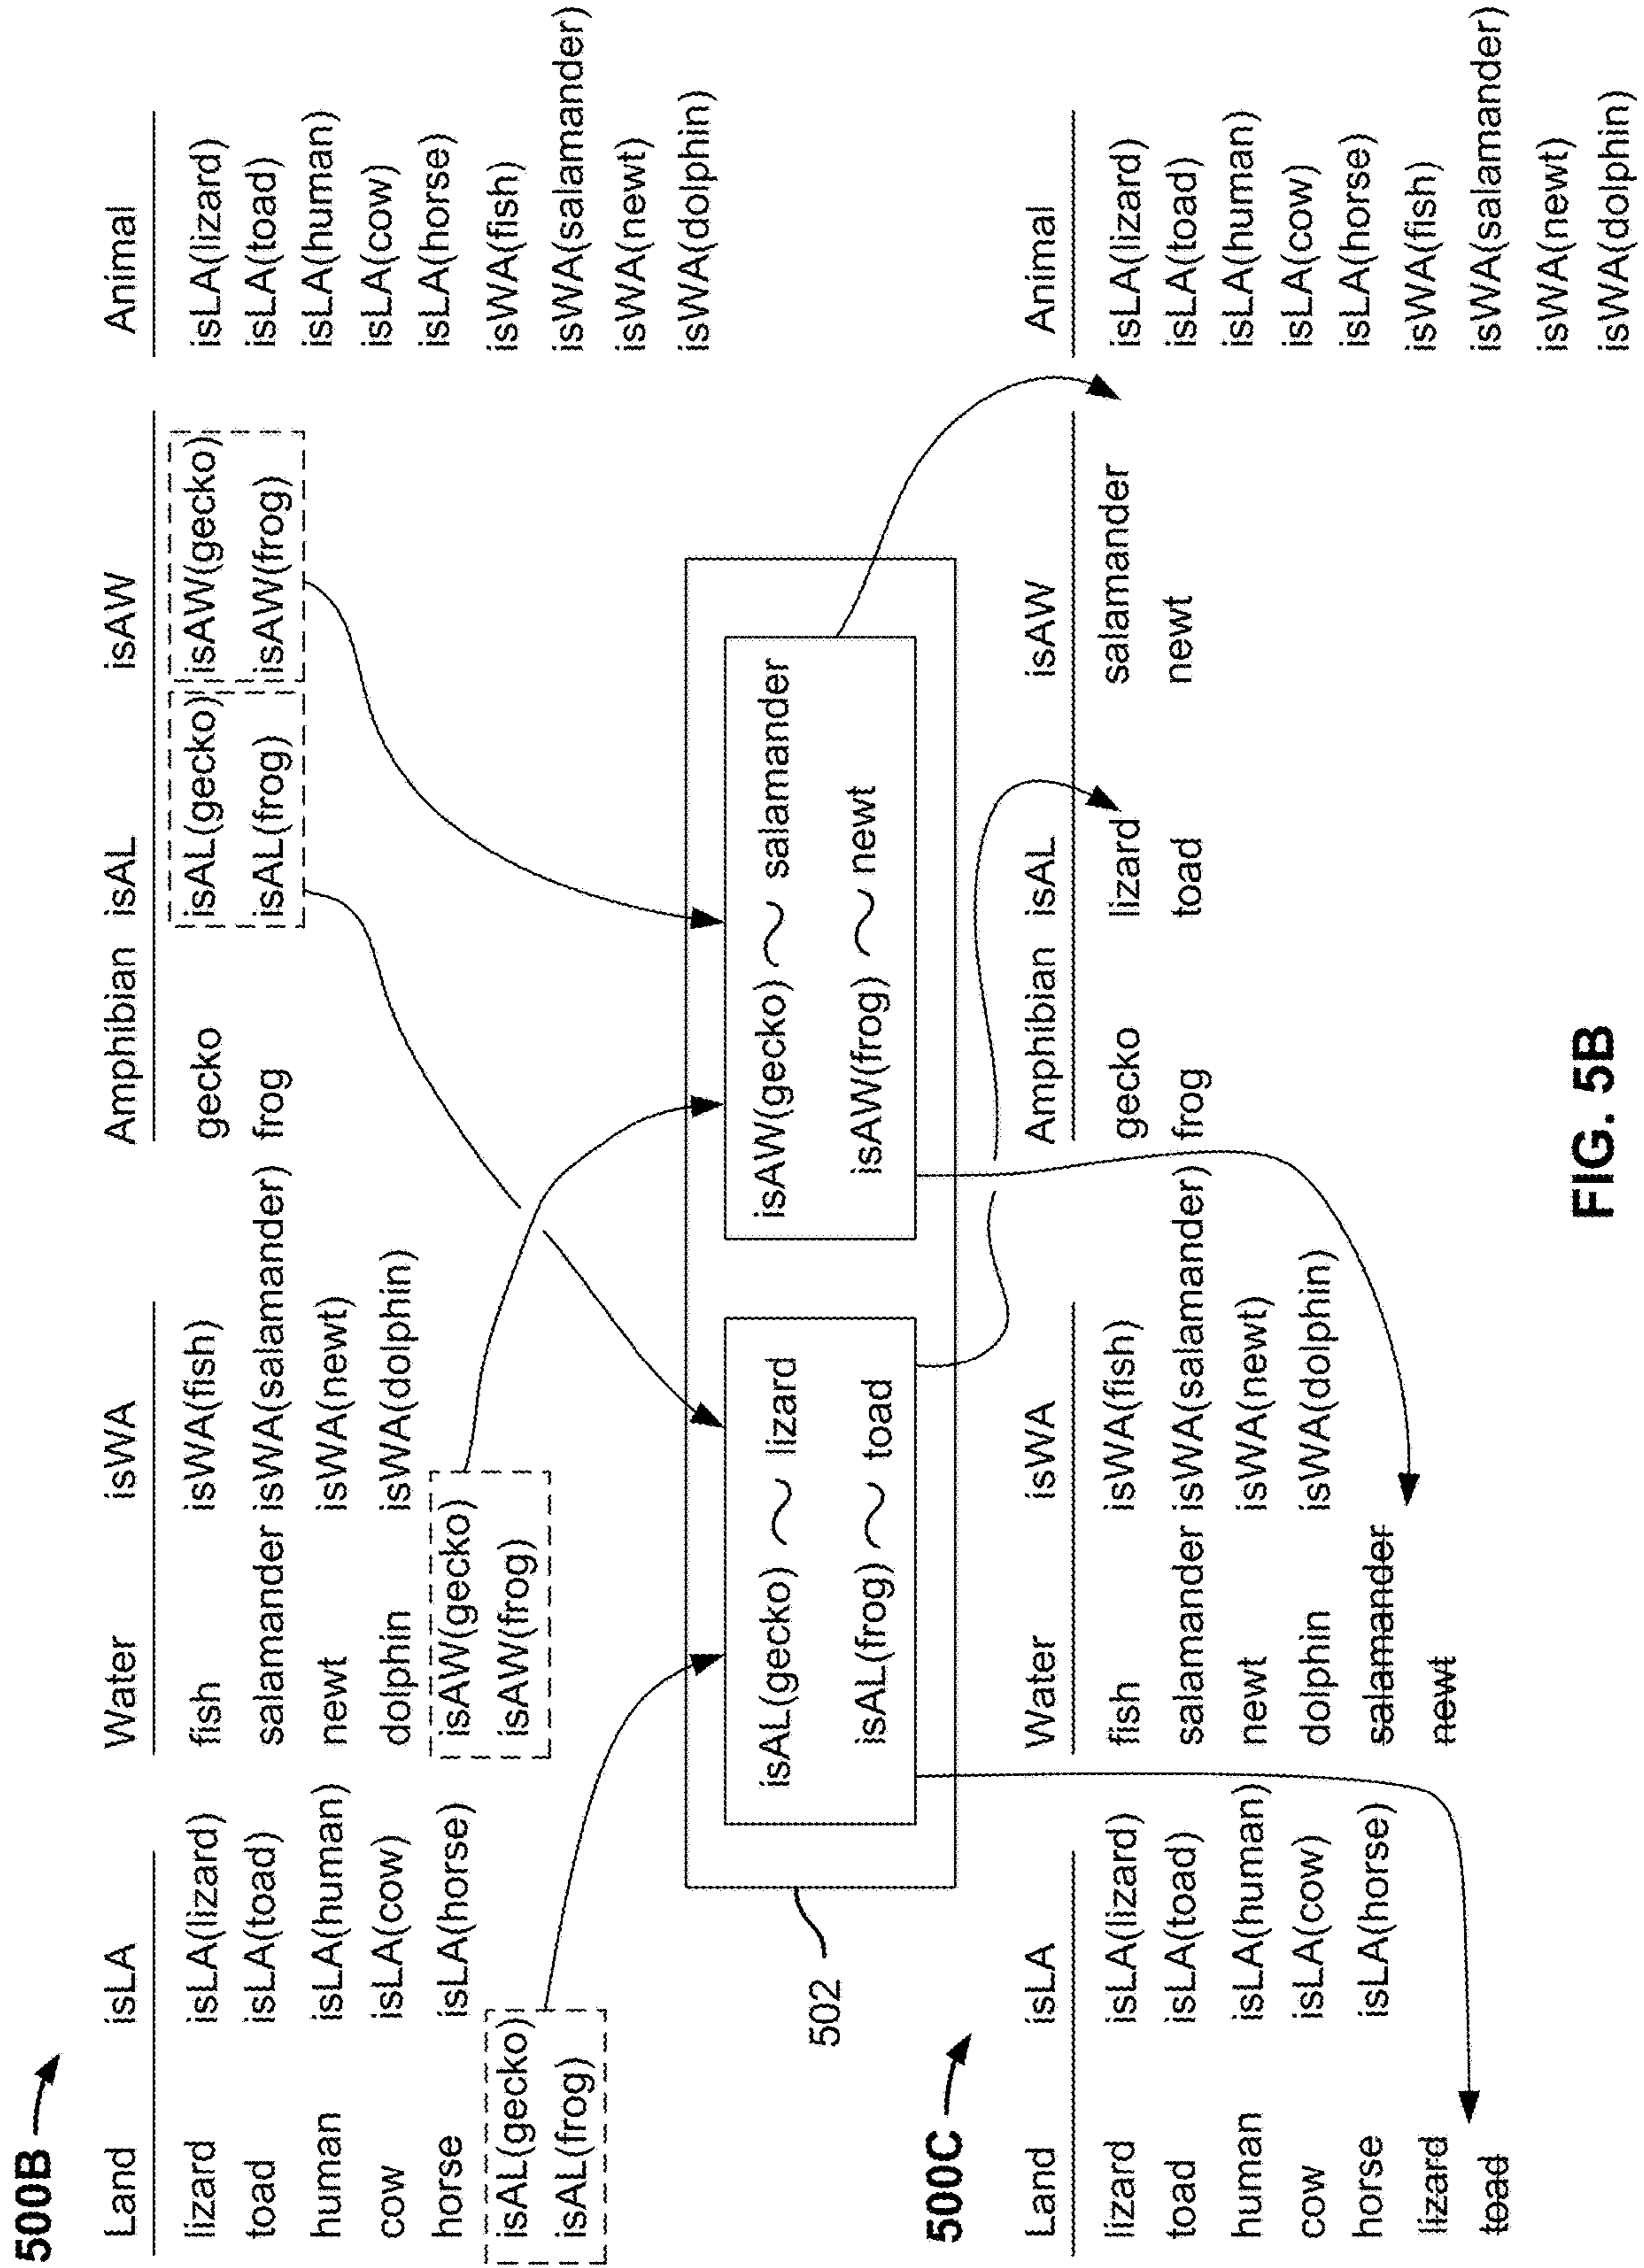 500B
Land isLA Water isWA Amphibian isAL isAW Animal
lizard isLA(lizard) fish isWA(fish) gecko isAL(gecko) isAW(gecko) isLA(lizard)
toad isLA(toad) salamander isWA(salamander) frog isAL(frog) isAW(frog) isLA(toad)
human isLA(human) newt isWA(newt) isLA(human)
cow isLA(cow) dolphin isWA(dolphin) isLA(cow)
horse isLA(horse) isAW(gecko) isLA(horse)
isAL(gecko) isAW(frog) isWA(fish)
isAL(frog) isWA(salamander)
isWA(newt)
isWA(dolphin)
502
isAL(gecko) ~ lizard
isAL(frog) ~ toad
isAW(gecko) ~ salamander
isAW(frog) ~ newt
500C
Land isLA Water isWA Amphibian isAL isAW Animal
lizard isLA(lizard) fish isWA(fish) gecko lizard salamander isLA(lizard)
toad isLA(toad) salamander isWA(salamander) frog toad newt isLA(toad)
human isLA(human) newt isWA(newt) isLA(human)
cow isLA(cow) dolphin isWA(dolphin) isLA(cow)
horse isLA(horse) salamander isLA(horse)
lizard newt isWA(fish)
toad isWA(salamander)
isWA(newt)
isWA(dolphin)
FIG. 5B